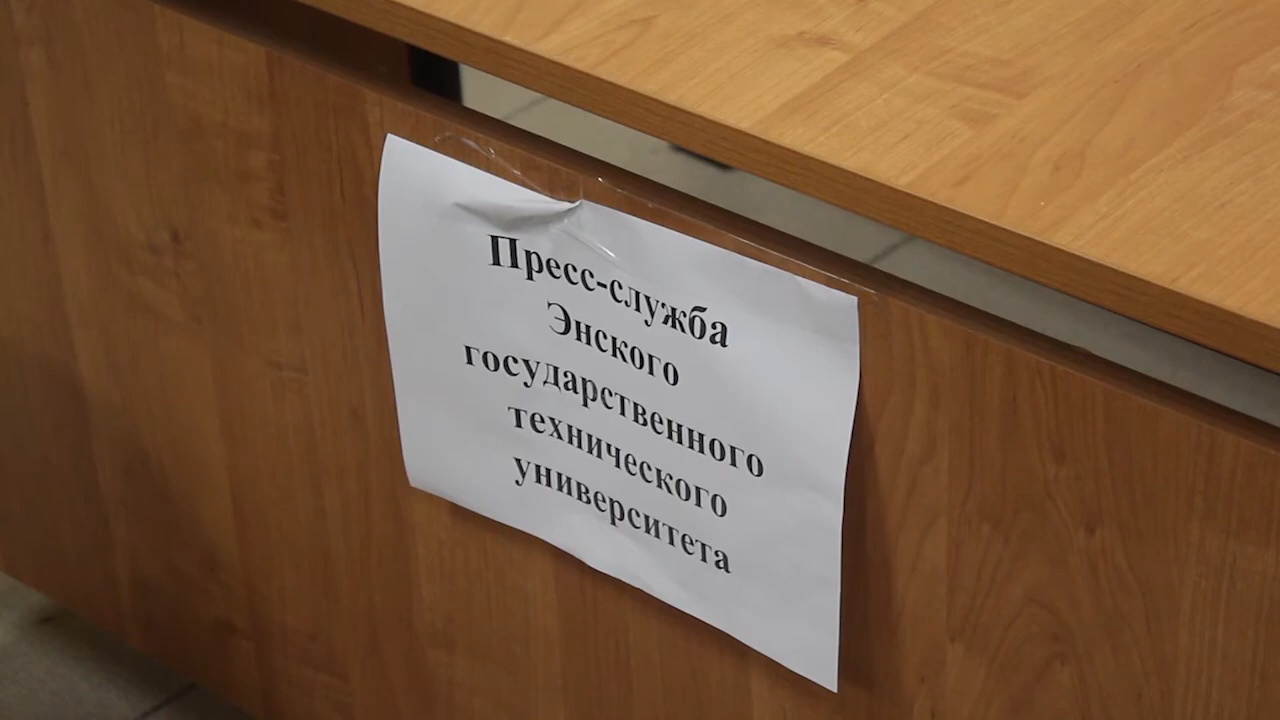 Пресс-служба
Энского
государственного
технического
университета